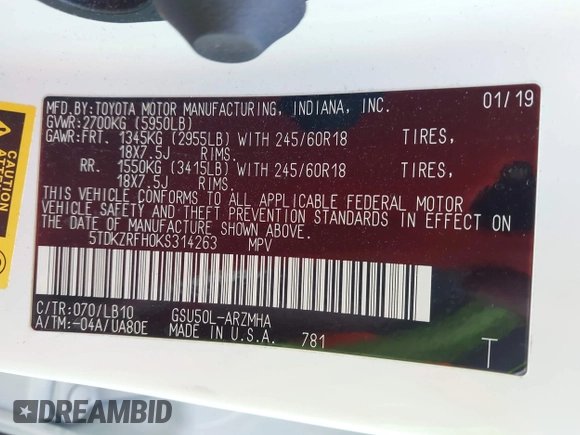 MFD.BY:TOYOTA MOTOR MANUFACTURING, INDIANA, INC. 01/19
GVWR:2700KG (5950LB)
GAWR:FRT. 1345KG (2955LB) WITH 245/60R18 TIRES,
18X7.5J RIMS.
RR. 1550KG (3415LB) WITH 245/60R18 TIRES,
18X7.5J RIMS.
THIS VEHICLE CONFORMS TO ALL APPLICABLE FEDERAL MOTOR
VEHICLE SAFETY AND THEFT PREVENTION STANDARDS IN EFFECT ON
THE DATE OF MANUFACTURE SHOWN ABOVE.
5TDKZRFH0KS314263 MPV
C/TR:070/LB10 GSU50L-ARZMHA
A/TM:-04A/UA80E MADE IN U.S.A. 781 T
CAUTION
DREAMBID